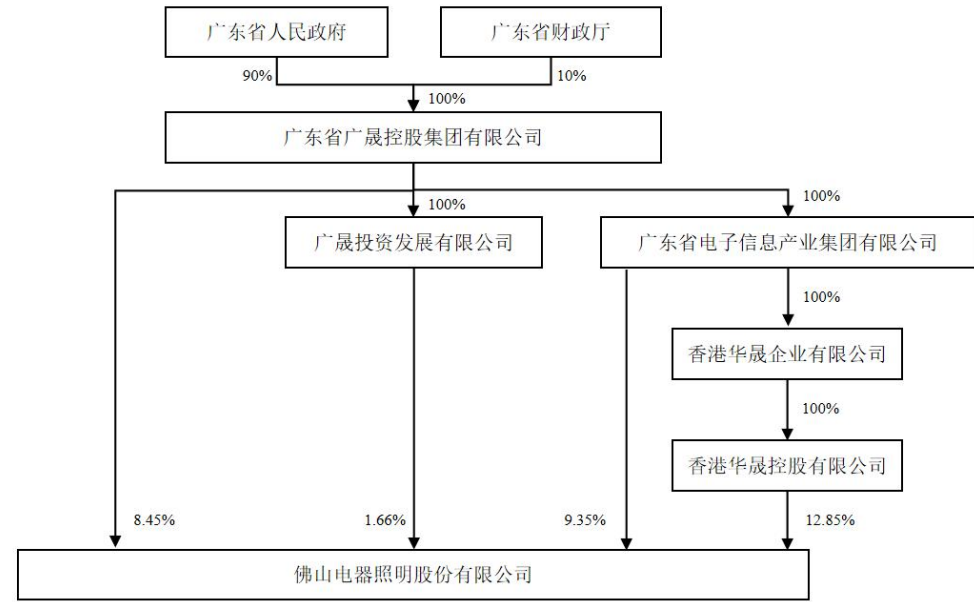 广东省人民政府
广东省财政厅
90%
10%
100%
广东省广晟控股集团有限公司
100%
100%
广晟投资发展有限公司
广东省电子信息产业集团有限公司
100%
香港华晟企业有限公司
100%
香港华晟控股有限公司
8.45%
1.66%
9.35%
12.85%
佛山电器照明股份有限公司